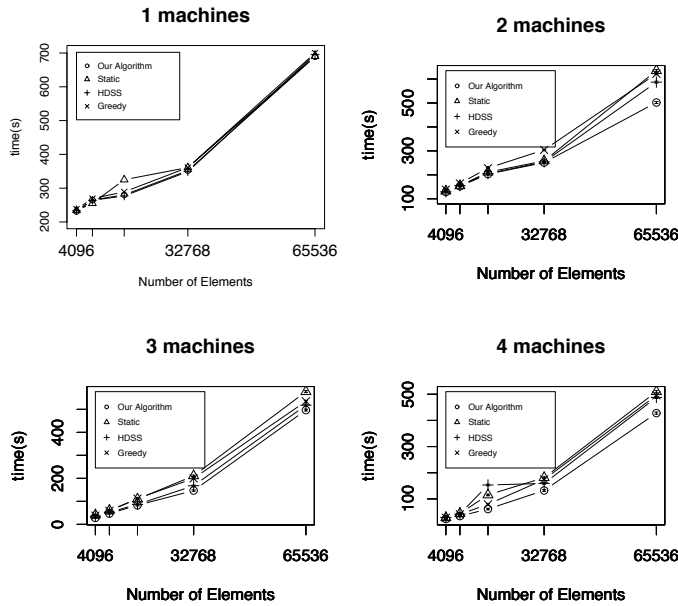 1 machines
700
600
500
400
300
200
time(s)
Our Algorithm
Static
HDSS
Greedy
4096
32768
65536
Number of Elements
2 machines
500
300
100
time(s)
Our Algorithm
Static
HDSS
Greedy
4096
32768
65536
Number of Elements
3 machines
400
200
0
time(s)
Our Algorithm
Static
HDSS
Greedy
4096
32768
65536
Number of Elements
4 machines
500
300
100
time(s)
Our Algorithm
Static
HDSS
Greedy
4096
32768
65536
Number of Elements